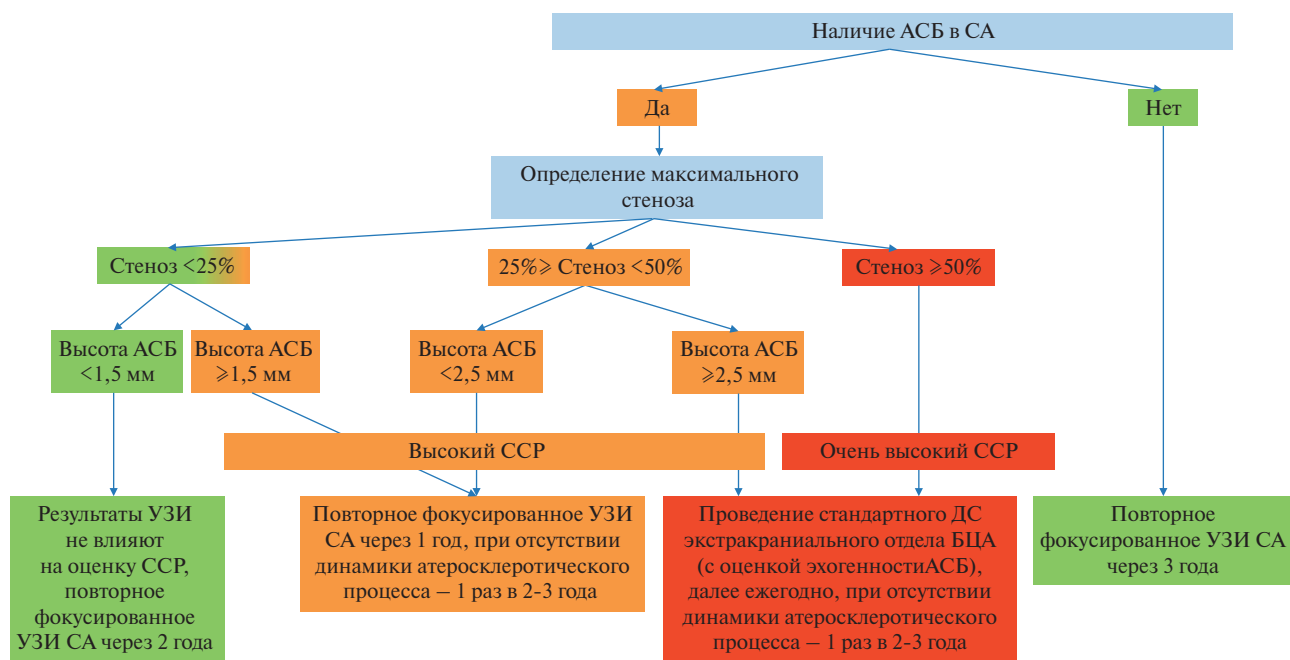 Наличие АСБ в СА
Да
Нет
Определение максимального
стеноза
Стеноз <25%
25%⩾ Стеноз <50%
Стеноз ⩾50%
Высота АСБ
<1,5 мм
Высота АСБ
⩾1,5 мм
Высота АСБ
<2,5 мм
Высота АСБ
⩾2,5 мм
Высокий ССР
Очень высокий ССР
Результаты УЗИ
не влияют
на оценку ССР,
повторное
фокусированное
УЗИ СА через 2 года
Повторное фокусированное УЗИ
СА через 1 год, при отсутствии
динамики атеросклеротического
процесса – 1 раз в 2-3 года
Проведение стандартного ДС
экстракраниального отдела БЦА
(с оценкой эхогенностиАСБ),
далее ежегодно, при отсутствии
динамики атеросклеротического
процесса – 1 раз в 2-3 года
Повторное
фокусированное УЗИ СА
через 3 года